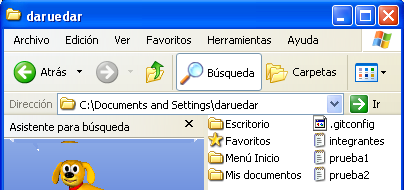 daruedar
Archivo Edición Ver Favoritos Herramientas Ayuda
Atrás Búsqueda Carpetas
Dirección C:\Documents and Settings\daruedar Ir
Asistente para búsqueda
Escritorio .gitconfig
Favoritos integrantes
Menú Inicio prueba1
Mis documentos prueba2